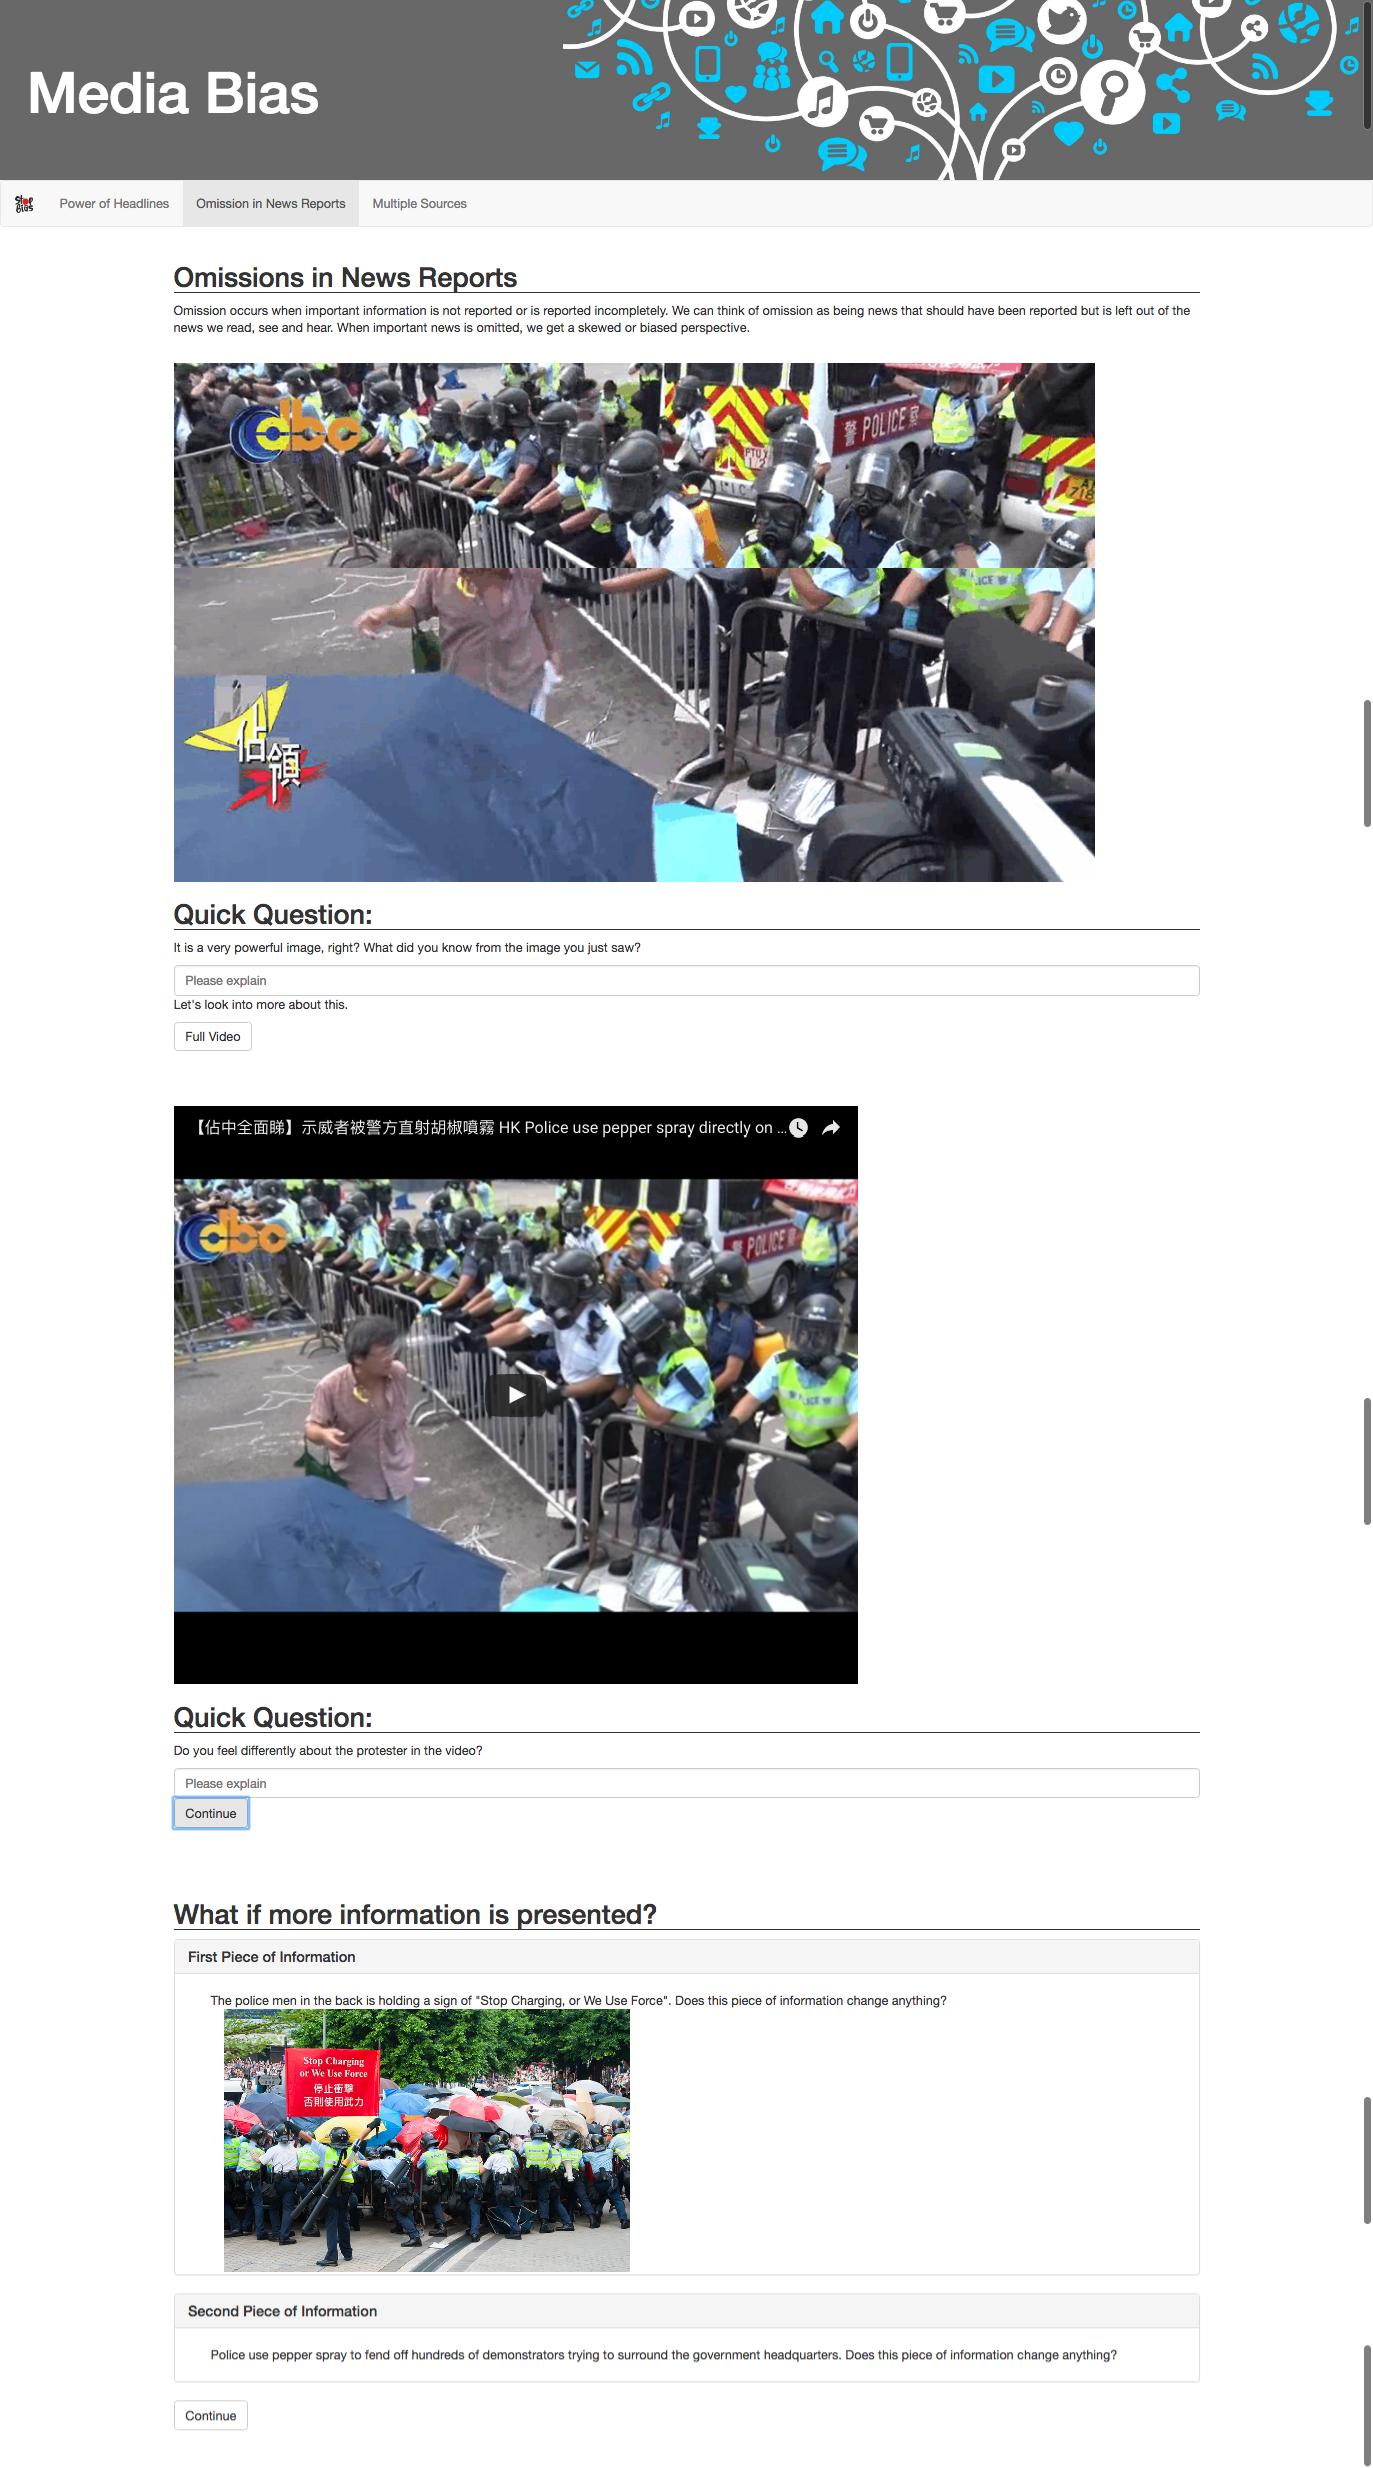 Media Bias
Stop Bias
Power of Headlines
Omission in News Reports
Multiple Sources
Omissions in News Reports
Omission occurs when important information is not reported or is reported incompletely. We can think of omission as being news that should have been reported but is left out of the
news we read, see and hear. When important news is omitted, we get a skewed or biased perspective.
dbc
警 POLICE 察
佔領
Quick Question:
It is a very powerful image, right? What did you know from the image you just saw?
Please explain
Let's look into more about this.
Full Video
【佔中全面睇】示威者被警方直射胡椒噴霧 HK Police use pepper spray directly on ...
dbc
警 POLICE
Quick Question:
Do you feel differently about the protester in the video?
Please explain
Continue
What if more information is presented?
First Piece of Information
The police men in the back is holding a sign of "Stop Charging, or We Use Force". Does this piece of information change anything?
Stop Charging
or We Use Force
停止衝擊
否則使用武力
Second Piece of Information
Police use pepper spray to fend off hundreds of demonstrators trying to surround the government headquarters. Does this piece of information change anything?
Continue